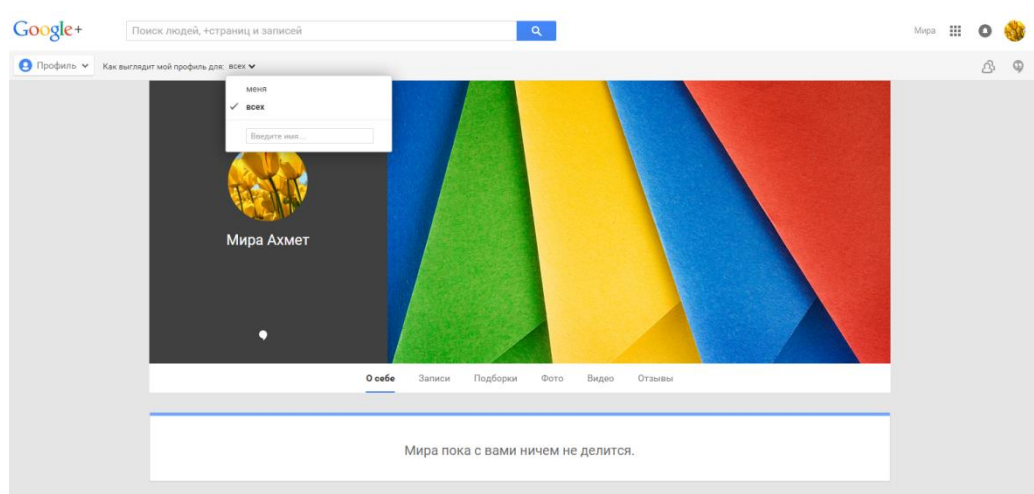 Google+
Поиск людей, +страниц и записей
Мира
Профиль
Как выглядит мой профиль для: всех
меня
всех
Введите имя ...
Мира Ахмет
О себе Записи Подборки Фото Видео Отзывы
Мира пока с вами ничем не делится.